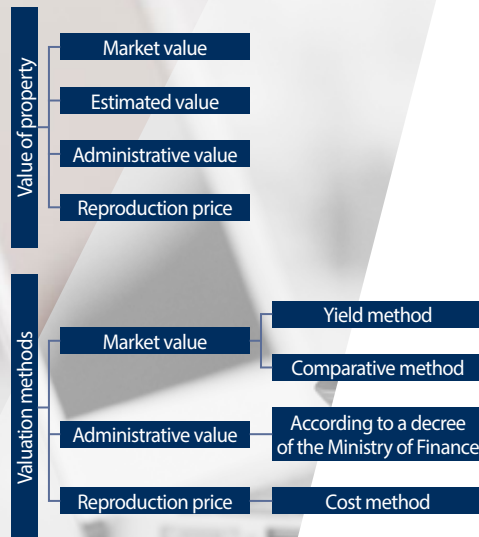 Value of property
Market value
Estimated value
Administrative value
Reproduction price
Valuation methods
Market value
Yield method
Comparative method
Administrative value
According to a decree
of the Ministry of Finance
Reproduction price
Cost method